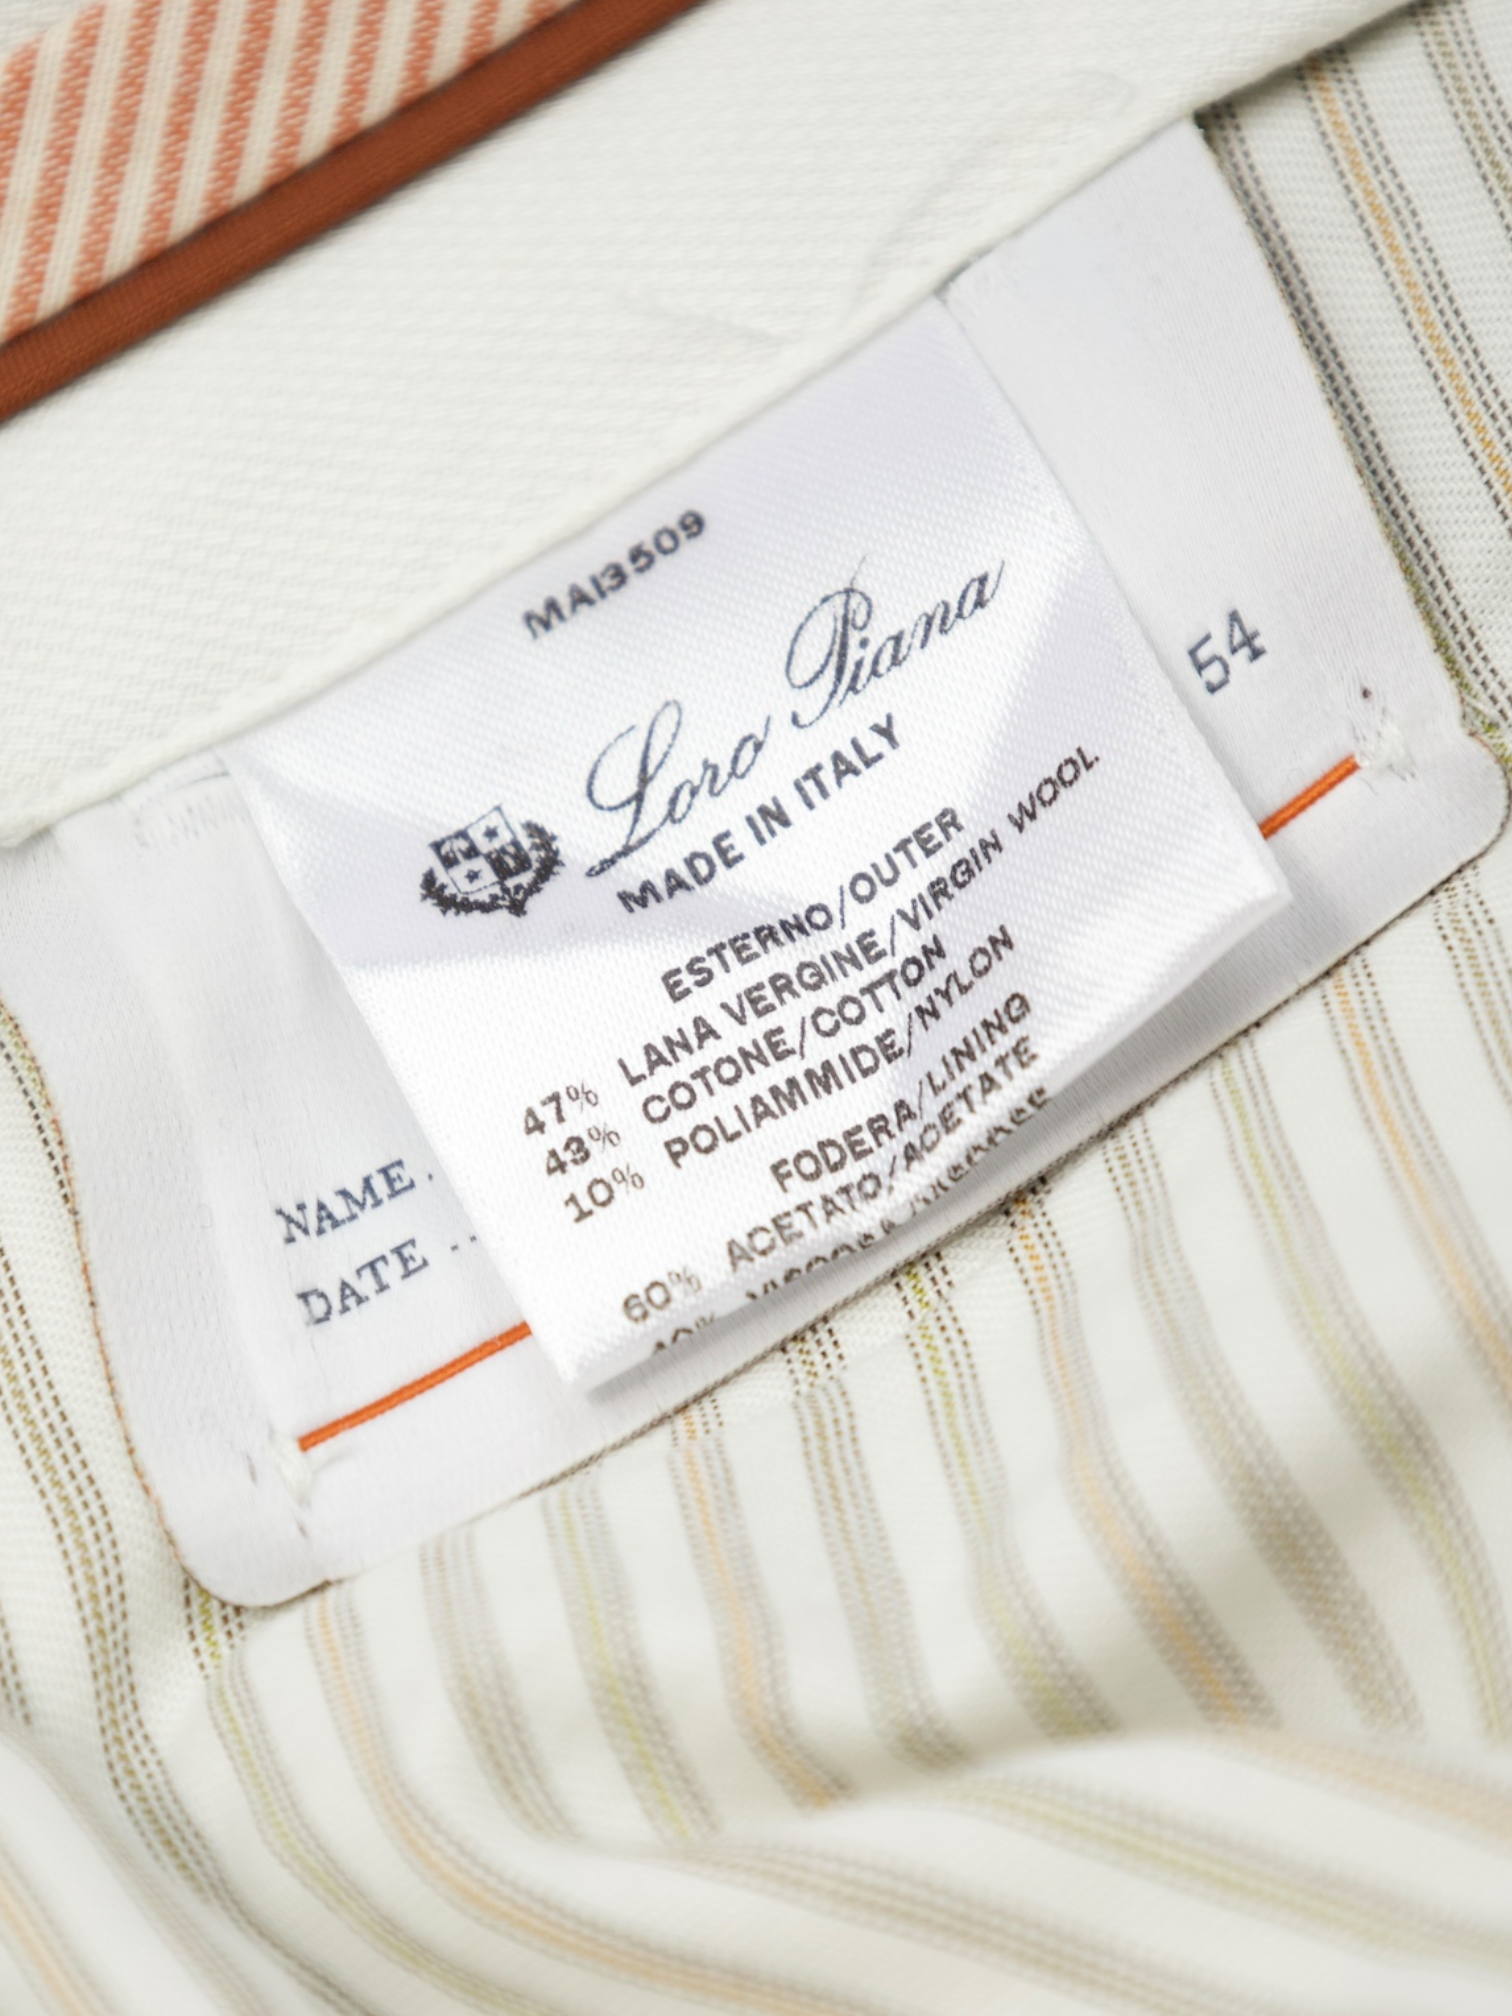 MAI3509
Loro Piana
MADE IN ITALY
ESTERNO/OUTER
47% LANA VERGINE/VIRGIN WOOL
43% COTONE/COTTON
10% POLIAMMIDE/NYLON
FODERA/LINING
60% ACETATO/ACETATE
40%
54
NAME.
DATE ..